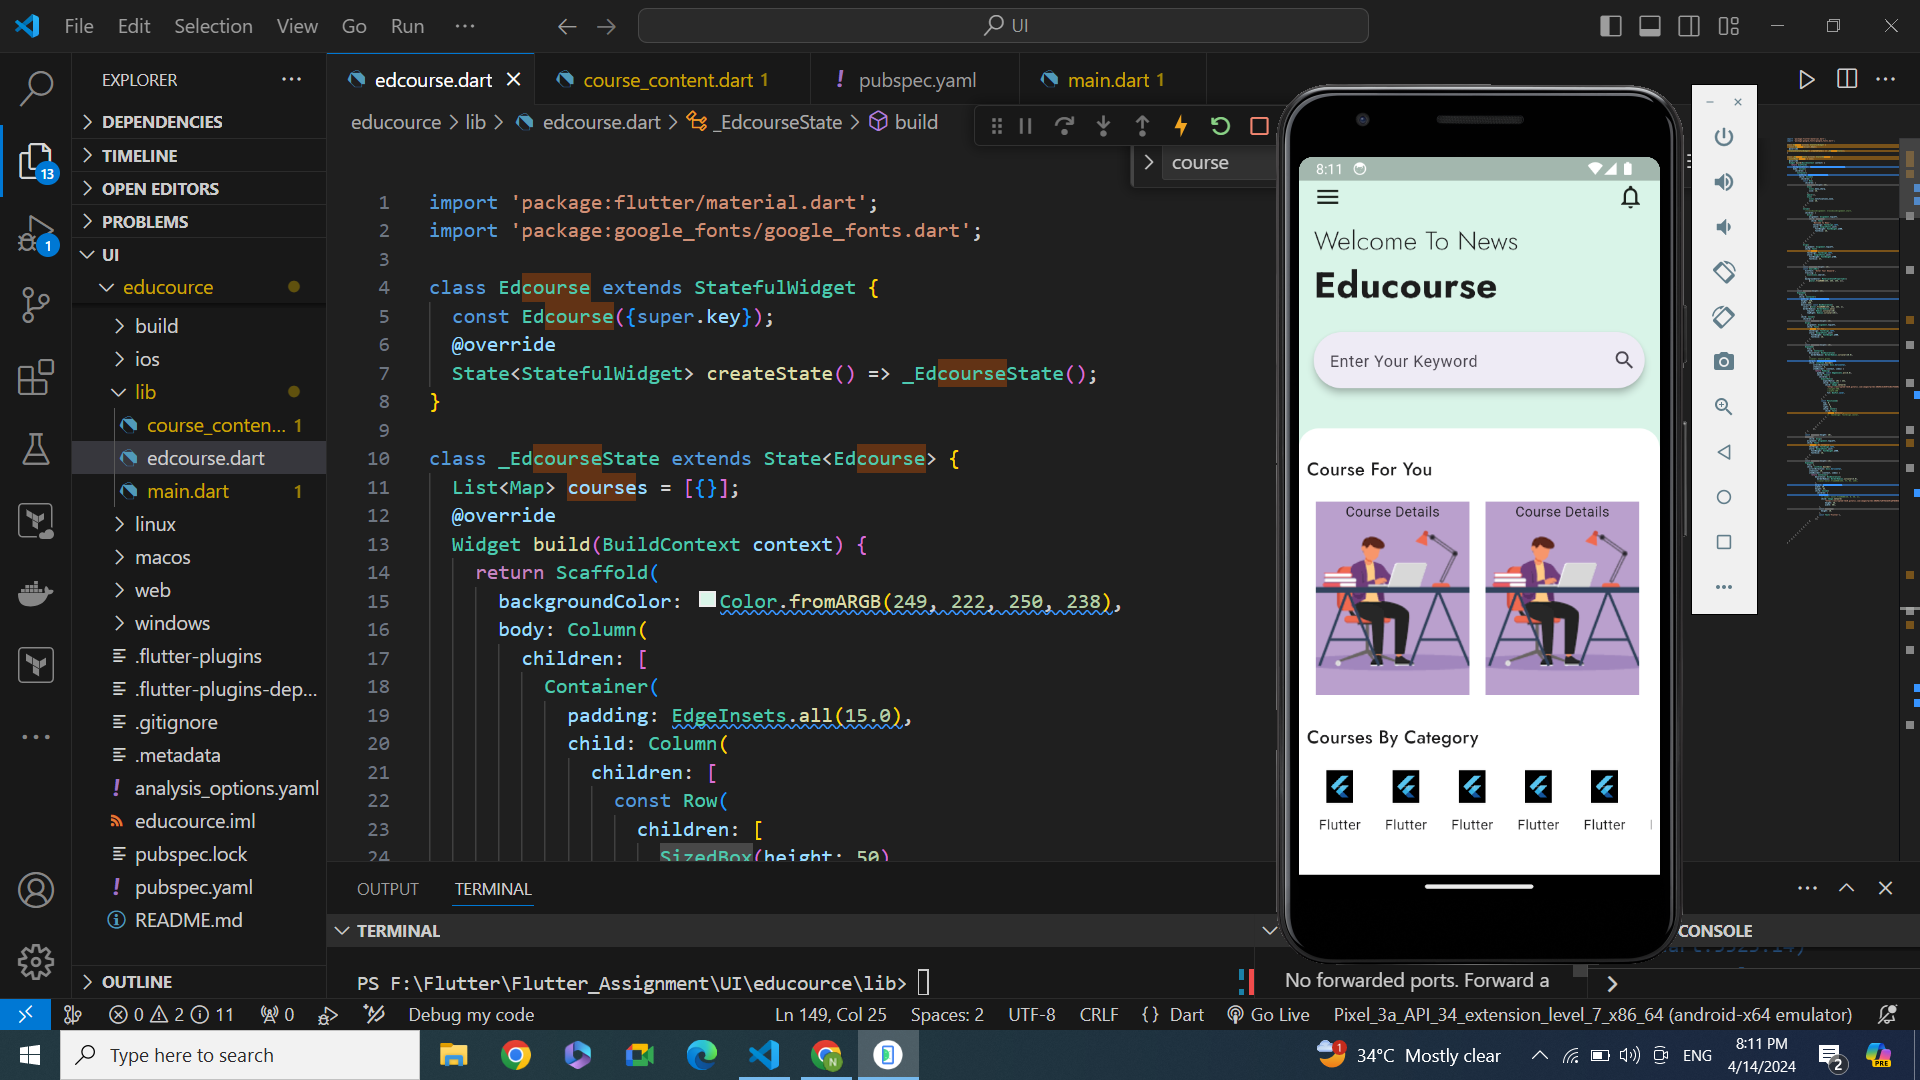 File Edit Selection View Go Run ...
UI
EXPLORER
DEPENDENCIES
TIMELINE
OPEN EDITORS
PROBLEMS
UI
educource
build
ios
lib
course_conten... 1
edcourse.dart
main.dart 1
linux
macos
web
windows
.flutter-plugins
.flutter-plugins-dep...
.gitignore
.metadata
analysis_options.yaml
educource.iml
pubspec.lock
pubspec.yaml
README.md
OUTLINE
13
1
edcourse.dart course_content.dart 1 pubspec.yaml main.dart 1
educource > lib > edcourse.dart > _EdcourseState > build
course
1 import 'package:flutter/material.dart';
2 import 'package:google_fonts/google_fonts.dart';
3
4 class Edcourse extends StatefulWidget {
5 const Edcourse({super.key});
6 @override
7 State<StatefulWidget> createState() => _EdcourseState();
8 }
9
10 class _EdcourseState extends State<Edcourse> {
11 List<Map> courses = [{}];
12 @override
13 Widget build(BuildContext context) {
14 return Scaffold(
15 backgroundColor: Color.fromARGB(249, 222, 250, 238),
16 body: Column(
17 children: [
18 Container(
19 padding: EdgeInsets.all(15.0),
20 child: Column(
21 children: [
22 const Row(
23 children: [
24 SizedBox(height: 50)
OUTPUT TERMINAL
TERMINAL
PS F:\Flutter\Flutter_Assignment\UI\educource\lib>
No forwarded ports. Forward a
CONSOLE
8:11
Welcome To News
Educourse
Enter Your Keyword
Course For You
Course Details Course Details
Courses By Category
Flutter Flutter Flutter Flutter Flutter
0 2 11 0 Debug my code
Ln 149, Col 25 Spaces: 2 UTF-8 CRLF {} Dart Go Live Pixel_3a_API_34_extension_level_7_x86_64 (android-x64 emulator)
Type here to search
N
1
34°C Mostly clear
ENG
8:11 PM
4/14/2024
2
PRE